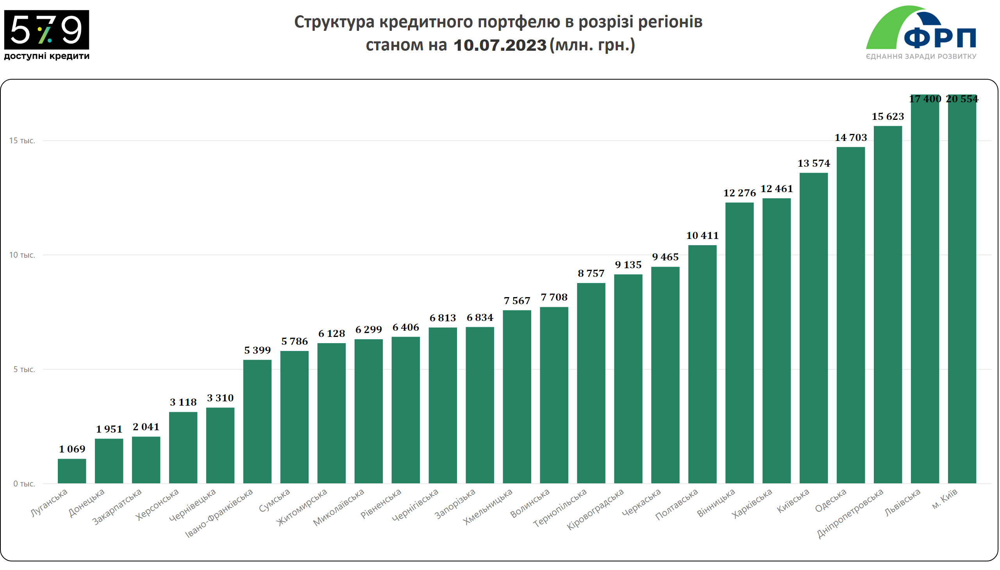 5 7 9
доступні кредити
Структура кредитного портфелю в розрізі регіонів
станом на 10.07.2023 (млн. грн.)
ФРП
ЄДНАННЯ ЗАРАДИ РОЗВИТКУ
15 тыс.
10 тыс.
5 тыс.
0 тыс.
1 069
1 951
2 041
3 118
3 310
5 399
5 786
6 128
6 299
6 406
6 813
6 834
7 567
7 708
8 757
9 135
9 465
10 411
12 276
12 461
13 574
14 703
15 623
17 400
20 554
Луганська
Донецька
Закарпатська
Херсонська
Чернівецька
Івано-Франківська
Сумська
Житомирська
Миколаївська
Рівненська
Чернігівська
Запорізька
Хмельницька
Волинська
Тернопільська
Кіровоградська
Черкаська
Полтавська
Вінницька
Харківська
Київська
Одеська
Дніпропетровська
Львівська
м. Київ